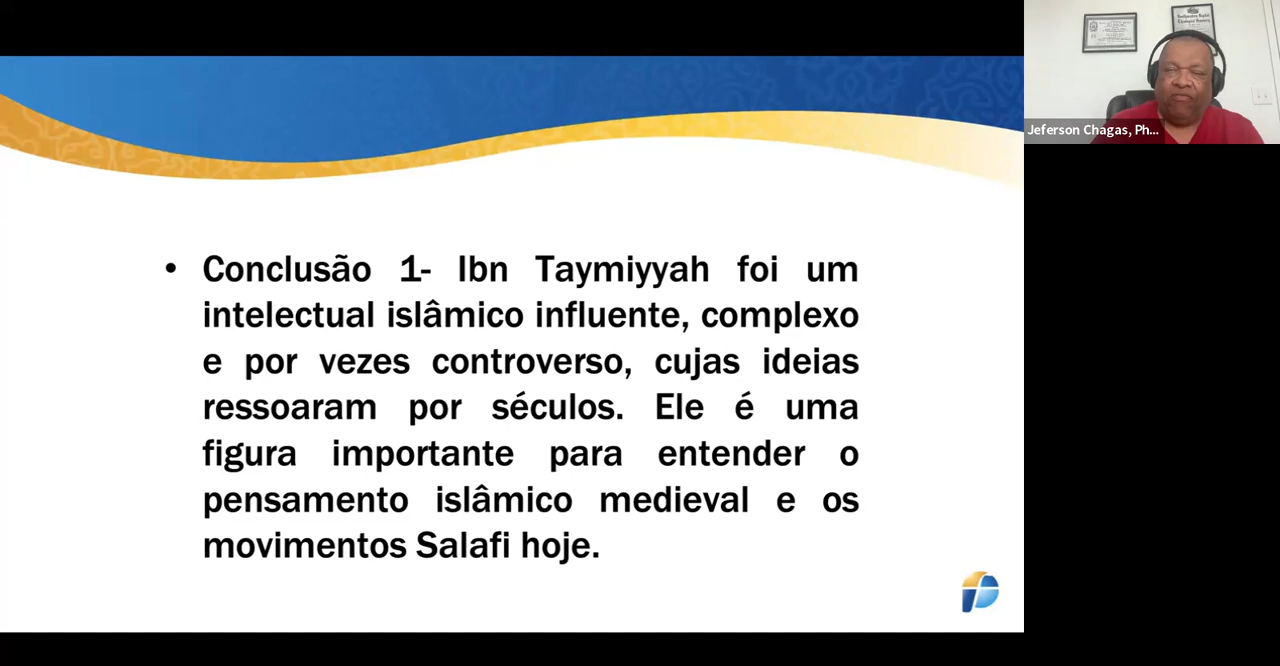 Jeferson Chagas, Ph...
• Conclusão 1- Ibn Taymiyyah foi um
intelectual islâmico influente, complexo
e por vezes controverso, cujas ideias
ressoaram por séculos. Ele é uma
figura importante para entender o
pensamento islâmico medieval e os
movimentos Salafi hoje.